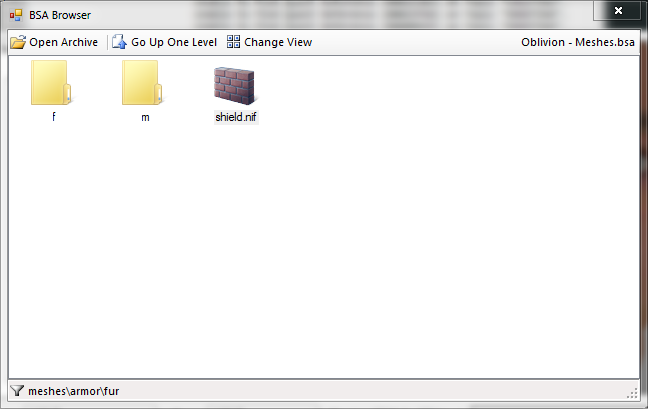 BSA Browser
Open Archive Go Up One Level Change View Oblivion - Meshes.bsa
f m shield.nif
meshes\armor\fur